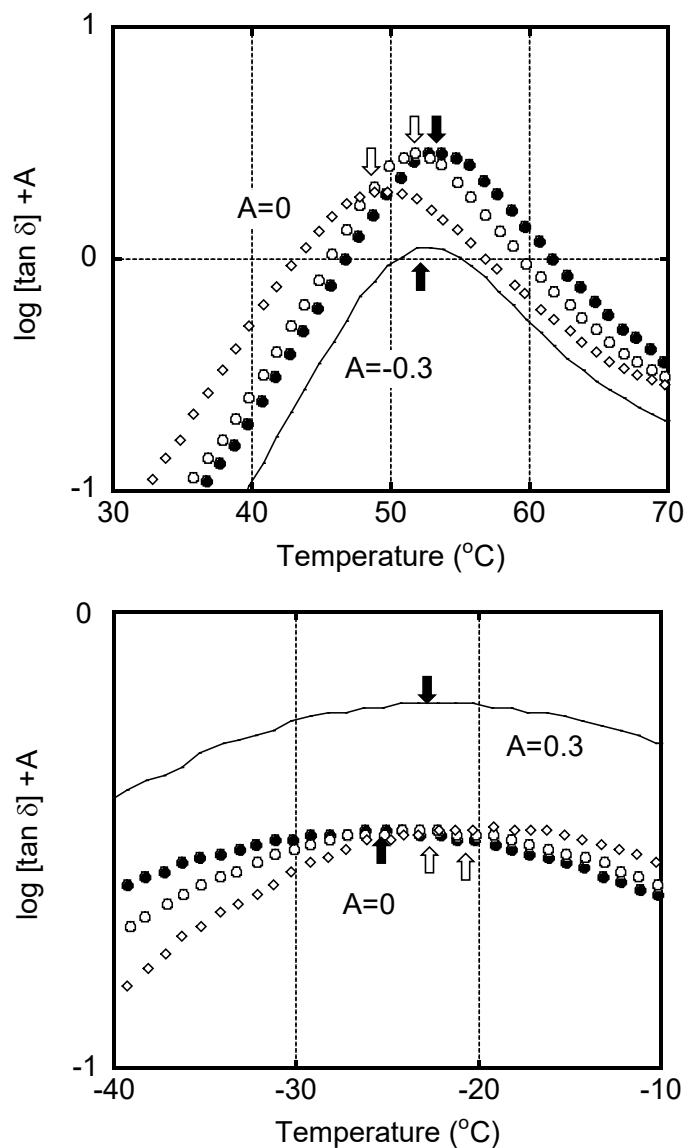 1
log [tan δ] +A
A=0
0
A=-0.3
-1
30 40 50 60 70
Temperature (°C)
0
log [tan δ] +A
A=0.3
A=0
-1
-40 -30 -20 -10
Temperature (°C)